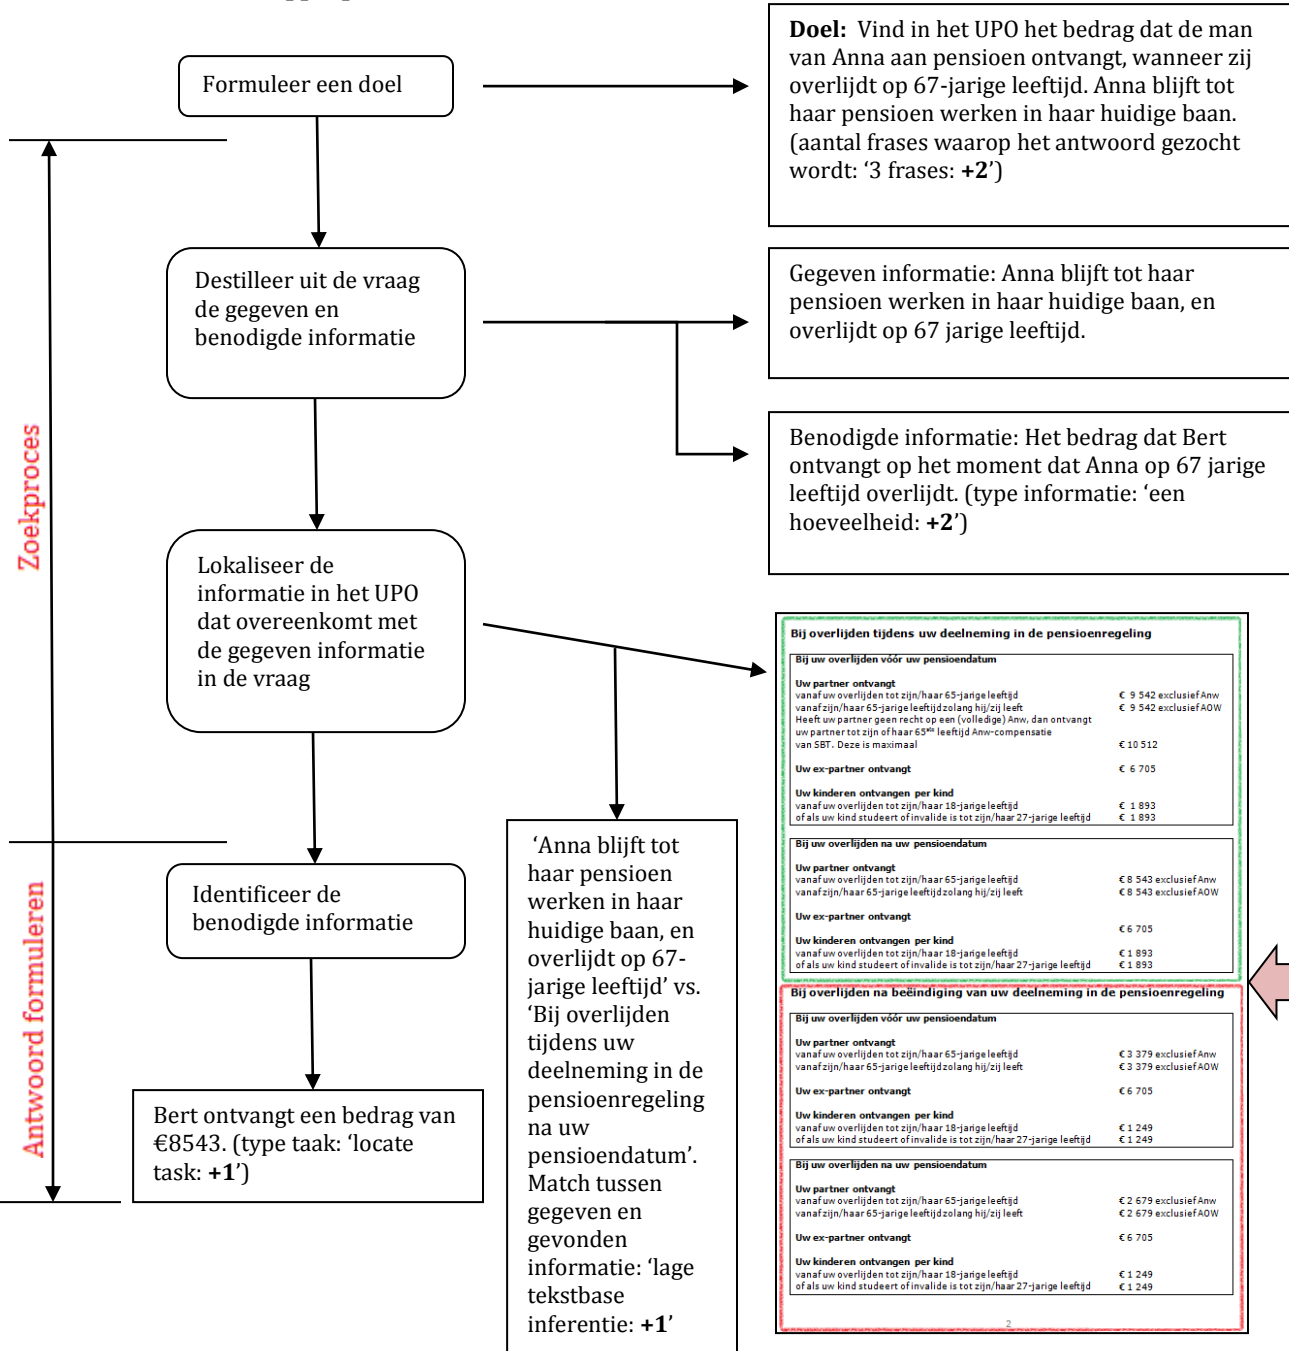 Formuleer een doel
Doel: Vind in het UPO het bedrag dat de man
van Anna aan pensioen ontvangt, wanneer zij
overlijdt op 67-jarige leeftijd. Anna blijft tot
haar pensioen werken in haar huidige baan.
(aantal frases waarop het antwoord gezocht
wordt: ‘3 frases: +2’)
Destilleer uit de vraag
de gegeven en
benodigde informatie
Gegeven informatie: Anna blijft tot haar
pensioen werken in haar huidige baan, en
overlijdt op 67 jarige leeftijd.
Benodigde informatie: Het bedrag dat Bert
ontvangt op het moment dat Anna op 67 jarige
leeftijd overlijdt. (type informatie: ‘een
hoeveelheid: +2’)
Zoekproces
Lokaliseer de
informatie in het UPO
dat overeenkomt met
de gegeven informatie
in de vraag
Bij overlijden tijdens uw deelneming in de pensioenregeling
Bij uw overlijden vóór uw pensioendatum
Uw partner ontvangt
vanaf uw overlijden tot zijn/haar 65-jarige leeftijd € 9 542 exclusief Anw
vanaf zijn/haar 65-jarige leeftijd zolang hij/zij leeft € 9 542 exclusief AOW
Heeft uw partner geen recht op een (volledige) Anw, dan ontvangt
uw partner tot zijn of haar 65ste leeftijd Anw-compensatie
van SBT. Deze is maximaal € 10 512
Uw ex-partner ontvangt € 6 705
Uw kinderen ontvangen per kind
vanaf uw overlijden tot zijn/haar 18-jarige leeftijd € 1 893
of als uw kind studeert of invalide is tot zijn/haar 27-jarige leeftijd € 1 893
Bij uw overlijden na uw pensioendatum
Uw partner ontvangt
vanaf uw overlijden tot zijn/haar 65-jarige leeftijd € 8 543 exclusief Anw
vanaf zijn/haar 65-jarige leeftijd zolang hij/zij leeft € 8 543 exclusief AOW
Uw ex-partner ontvangt
€ 6 705
Uw kinderen ontvangen per kind
vanaf uw overlijden tot zijn/haar 18-jarige leeftijd € 1 893
of als uw kind studeert of invalide is tot zijn/haar 27-jarige leeftijd € 1 893
Bij overlijden na beëindiging van uw deelneming in de pensioenregeling
Bij uw overlijden vóór uw pensioendatum
Uw partner ontvangt
vanaf uw overlijden tot zijn/haar 65-jarige leeftijd € 3 379 exclusief Anw
vanaf zijn/haar 65-jarige leeftijd zolang hij/zij leeft € 3 379 exclusief AOW
Uw ex-partner ontvangt € 6 705
Uw kinderen ontvangen per kind
vanaf uw overlijden tot zijn/haar 18-jarige leeftijd € 1 249
of als uw kind studeert of invalide is tot zijn/haar 27-jarige leeftijd € 1 249
Bij uw overlijden na uw pensioendatum
Uw partner ontvangt
vanaf uw overlijden tot zijn/haar 65-jarige leeftijd € 2 679 exclusief Anw
vanaf zijn/haar 65-jarige leeftijd zolang hij/zij leeft € 2 679 exclusief AOW
Uw ex-partner ontvangt € 6 705
Uw kinderen ontvangen per kind
vanaf uw overlijden tot zijn/haar 18-jarige leeftijd € 1 249
of als uw kind studeert of invalide is tot zijn/haar 27-jarige leeftijd € 1 249
2
‘Anna blijft tot
haar pensioen
werken in haar
huidige baan, en
overlijdt op 67-
jarige leeftijd’ vs.
‘Bij overlijden
tijdens uw
deelneming in de
pensioenregeling
na uw
pensioendatum’.
Match tussen
gegeven en
gevonden
informatie: ‘lage
tekstbase
inferentie: +1’
Antwoord formuleren
Identificeer de
benodigde informatie
Bert ontvangt een bedrag van
€8543. (type taak: ‘locate
task: +1’)